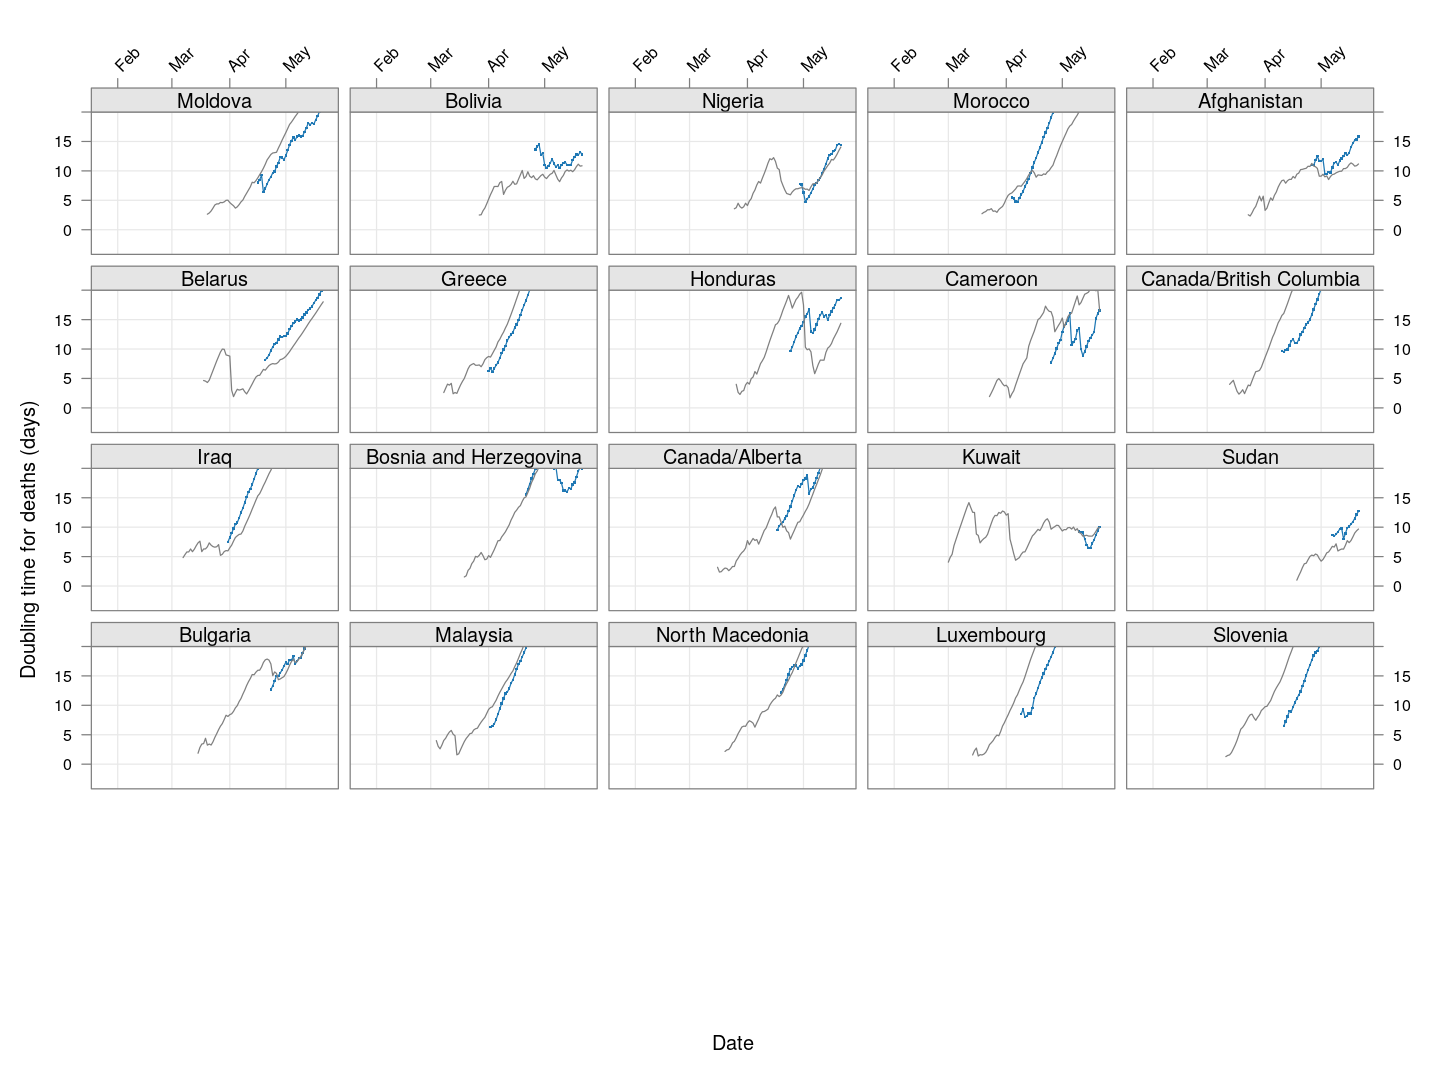 Feb Mar Apr May Feb Mar Apr May Feb Mar Apr May Feb Mar Apr May Feb Mar Apr May
Moldova Bolivia Nigeria Morocco Afghanistan
15 15
10 10
5 5
0 0
Belarus Greece Honduras Cameroon Canada/British Columbia
15 15
10 10
5 5
0 0
Iraq Bosnia and Herzegovina Canada/Alberta Kuwait Sudan
15 15
10 10
5 5
0 0
Bulgaria Malaysia North Macedonia Luxembourg Slovenia
15 15
10 10
5 5
0 0
Doubling time for deaths (days)
Date